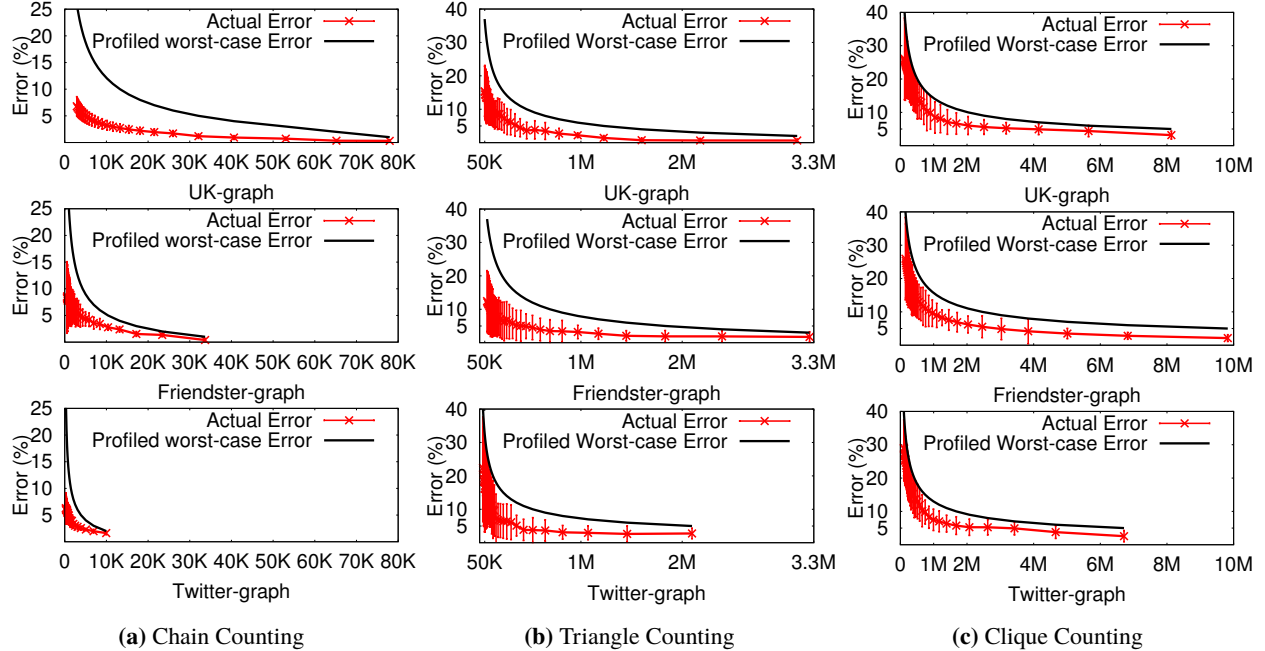 Error (%)
25
20
15
10
5
Actual Error
Profiled worst-case Error
0 10K 20K 30K 40K 50K 60K 70K 80K
UK-graph
Error (%)
25
20
15
10
5
Actual Error
Profiled worst-case Error
0 10K 20K 30K 40K 50K 60K 70K 80K
Friendster-graph
Error (%)
25
20
15
10
5
Actual Error
Profiled worst-case Error
0 10K 20K 30K 40K 50K 60K 70K 80K
Twitter-graph
(a) Chain Counting
Error (%)
40
30
20
10
5
Actual Error
Profiled Worst-case Error
50K 1M 2M 3.3M
UK-graph
Error (%)
40
30
20
10
5
Actual Error
Profiled Worst-case Error
50K 1M 2M 3.3M
Friendster-graph
Error (%)
40
30
20
10
5
Actual Error
Profiled Worst-case Error
50K 1M 2M 3.3M
Twitter-graph
(b) Triangle Counting
Error (%)
40
30
20
10
5
Actual Error
Profiled Worst-case Error
0 1M 2M 4M 6M 8M 10M
UK-graph
Error (%)
40
30
20
10
5
Actual Error
Profiled Worst-case Error
0 1M 2M 4M 6M 8M 10M
Friendster-graph
Error (%)
40
30
20
10
5
Actual Error
Profiled Worst-case Error
0 1M 2M 4M 6M 8M 10M
Twitter-graph
(c) Clique Counting